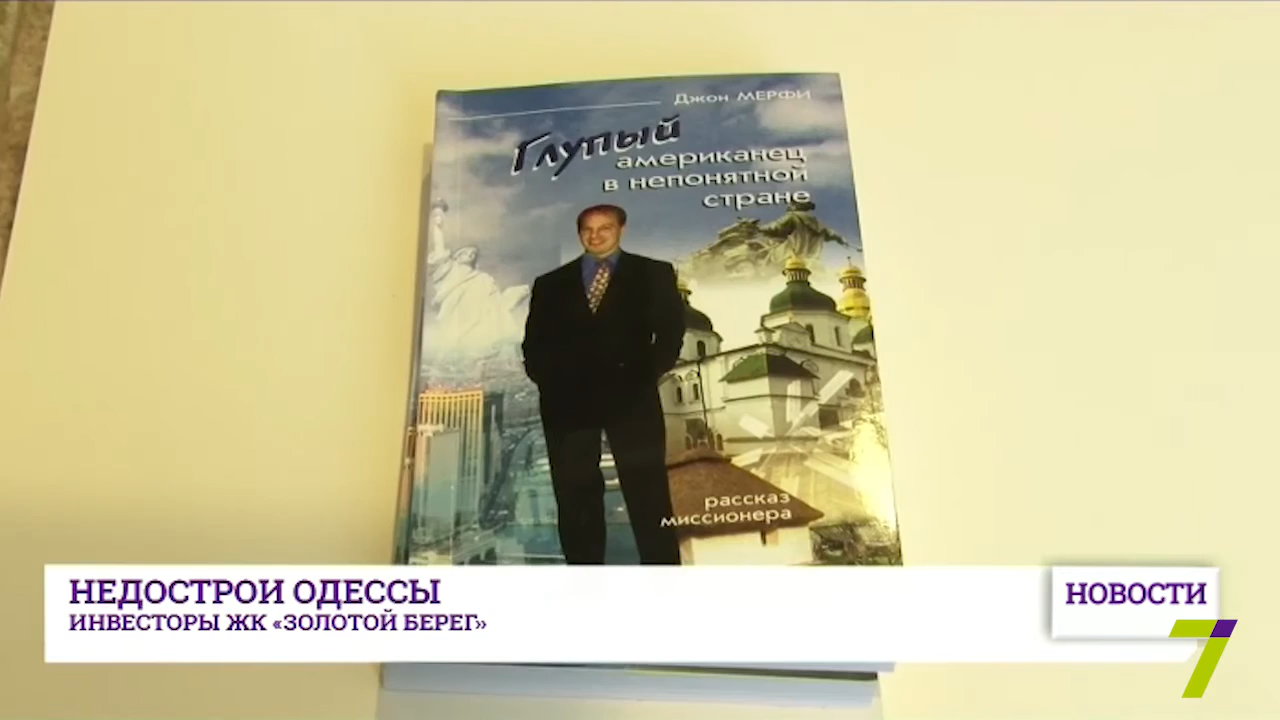 Джон МЕРФИ
Глупый
американец
в непонятной
стране
рассказ
миссионера
НЕДОСТРОИ ОДЕССЫ
ИНВЕСТОРЫ ЖК «ЗОЛОТОЙ БЕРЕГ»
НОВОСТИ
7